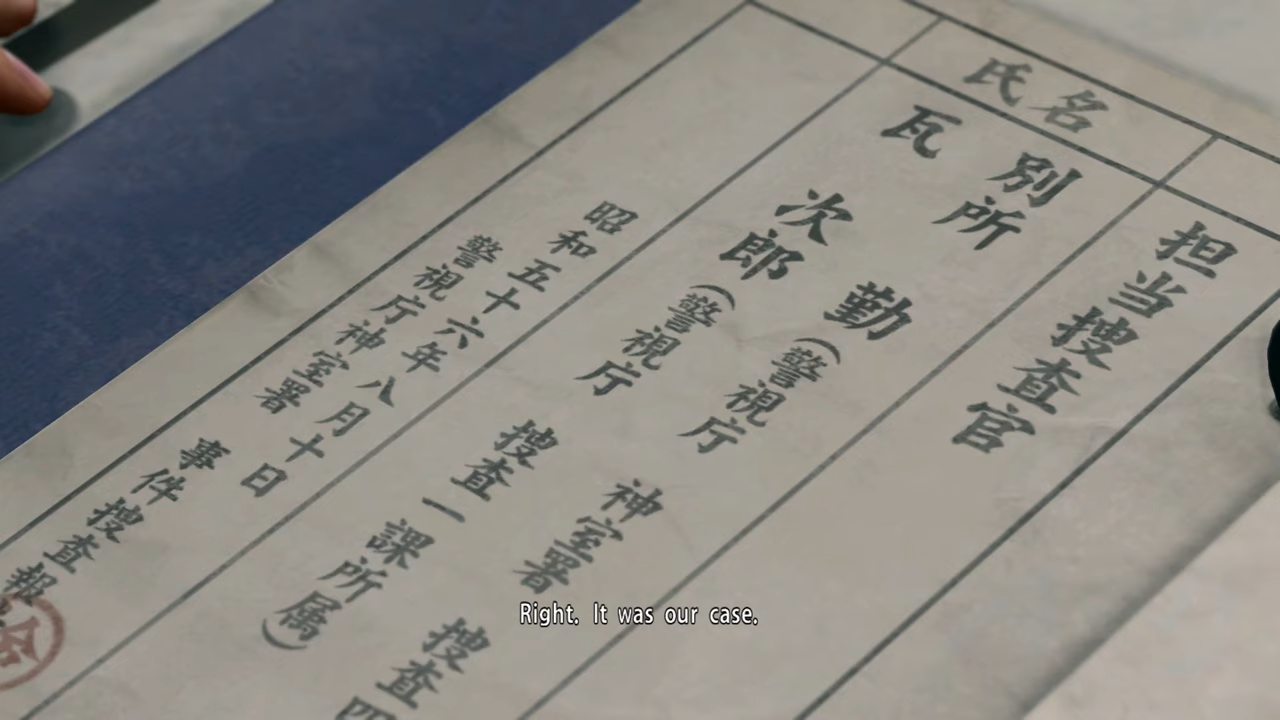 氏名
担当捜査官
別所 勤(警視庁 神室署 捜査四
瓦 次郎(警視庁 捜査一課所属)
昭和五十六年八月十日
警視庁神室署 事件捜査報
Right. It was our case.